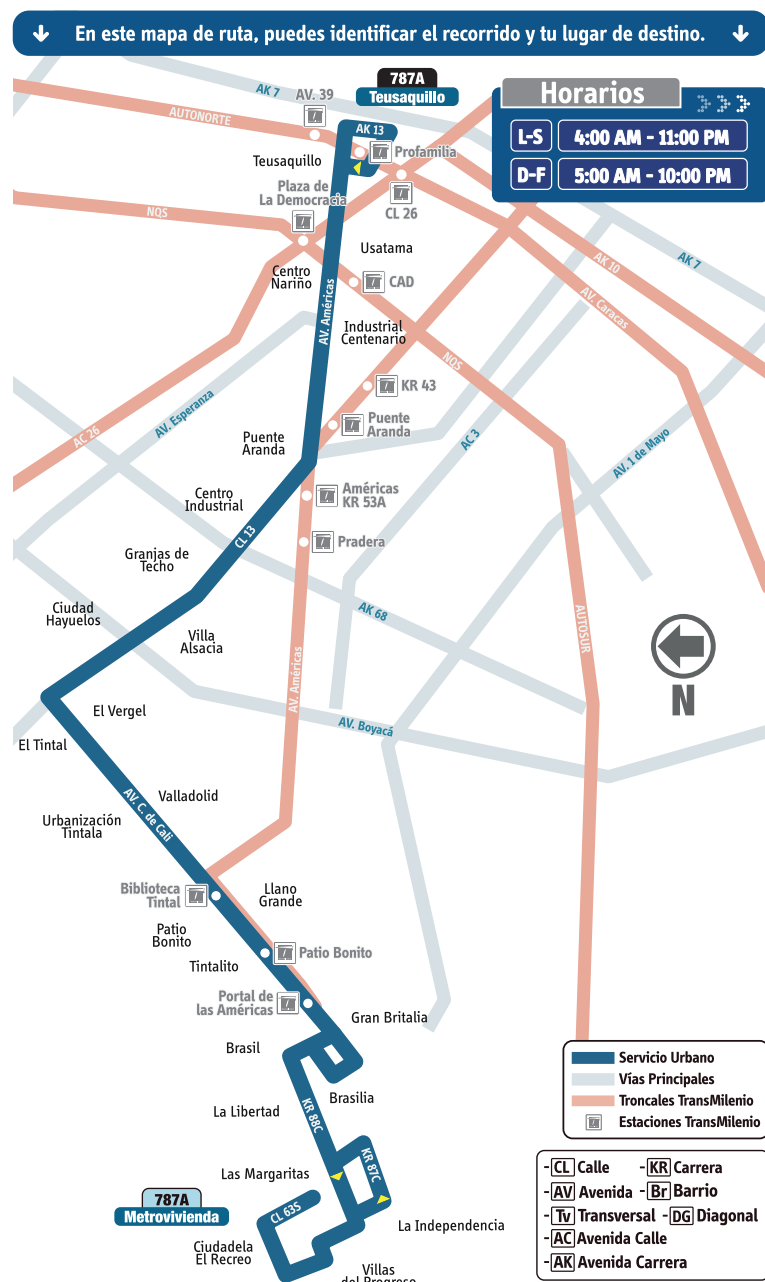 En este mapa de ruta, puedes identificar el recorrido y tu lugar de destino.
787A
Teusaquillo
Horarios
L-S
4:00 AM - 11:00 PM
D-F
5:00 AM - 10:00 PM
AK 7
AV. 39
AUTONORTE
AK 13
Teusaquillo
Profamilia
Plaza de
La Democracia
CL 26
NQS
Usatama
AK 7
AK 10
Centro
Nariño
CAD
AV. Américas
AV. Caracas
Industrial
Centenario
NQS
KR 43
AV. Esperanza
AC 26
Puente
Aranda
Puente
Aranda
AC 3
AV. 1 de Mayo
Centro
Industrial
Américas
KR 53A
CL 13
Pradera
Granjas de
Techo
Ciudad
Hayuelos
AK 68
Villa
Alsacia
AUTOSUR
N
AV. Américas
El Vergel
AV. Boyacá
El Tintal
Valladolid
AV. C. de Cali
Urbanización
Tintala
Biblioteca
Tintal
Llano
Grande
Patio
Bonito
Patio Bonito
Tintalito
Portal de
las Américas
Gran Britalia
Brasil
Brasilia
La Libertad
KR 88C
KR 87C
Las Margaritas
787A
Metrovivienda
CL 63S
La Independencia
Ciudadela
El Recreo
Villas
del Progreso
Servicio Urbano
Vías Principales
Troncales TransMilenio
Estaciones TransMilenio
-CL Calle -KR Carrera
-AV Avenida -Br Barrio
-Tv Transversal -DG Diagonal
-AC Avenida Calle
-AK Avenida Carrera